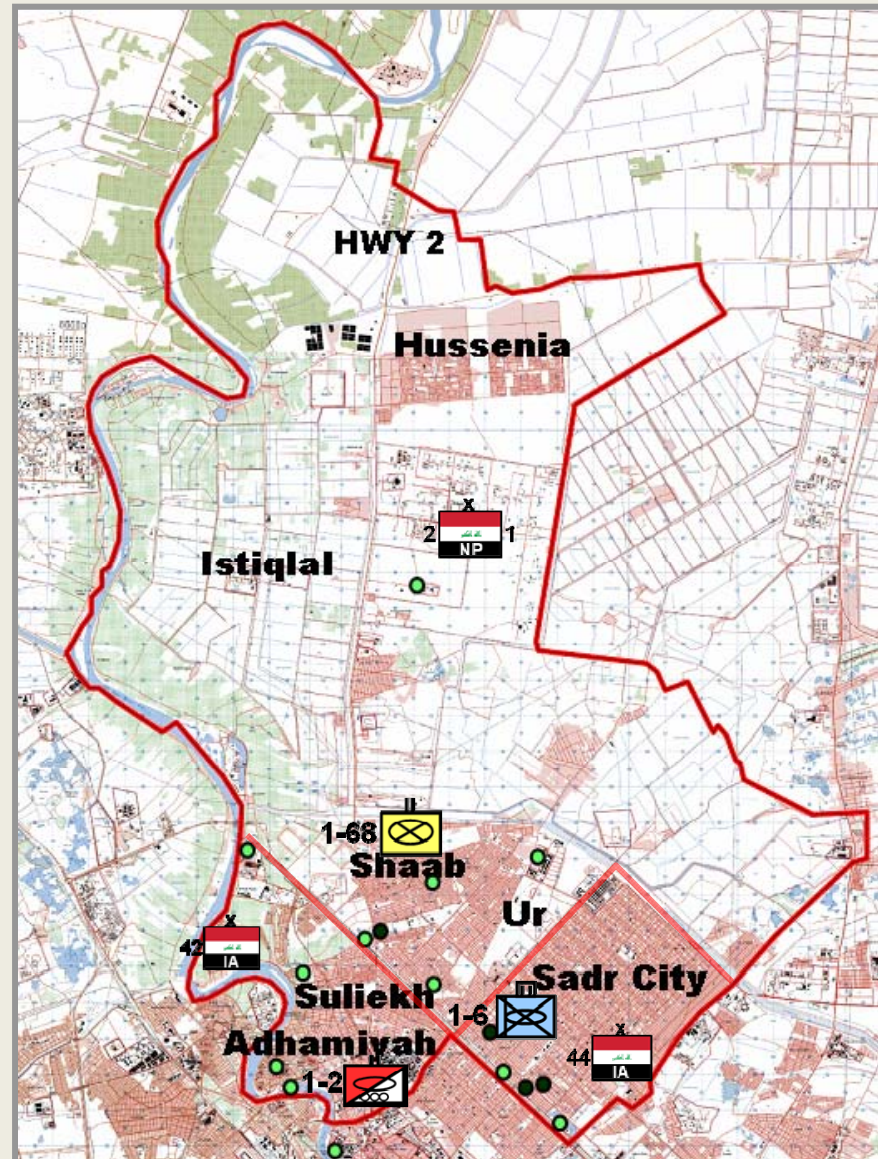 HWY 2
Hussenia
X
2 NP 1
Istiqlal
II
1-68
Shaab
Ur
X
42
IA
Sadr City
Suliekh
1-6
X
44
IA
Adhamiyah
1-2